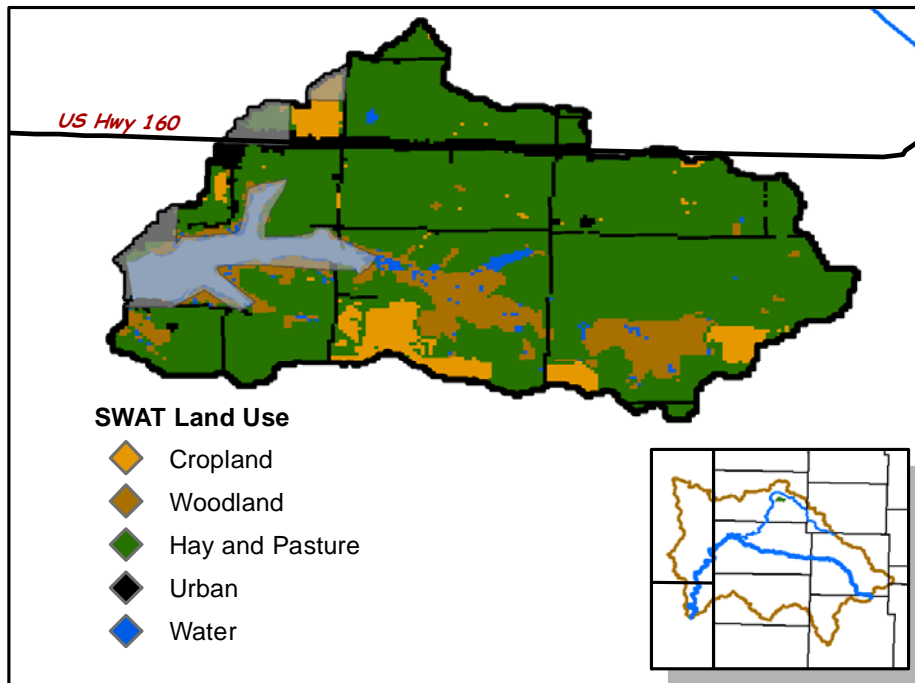 US Hwy 160
SWAT Land Use
Cropland
Woodland
Hay and Pasture
Urban
Water